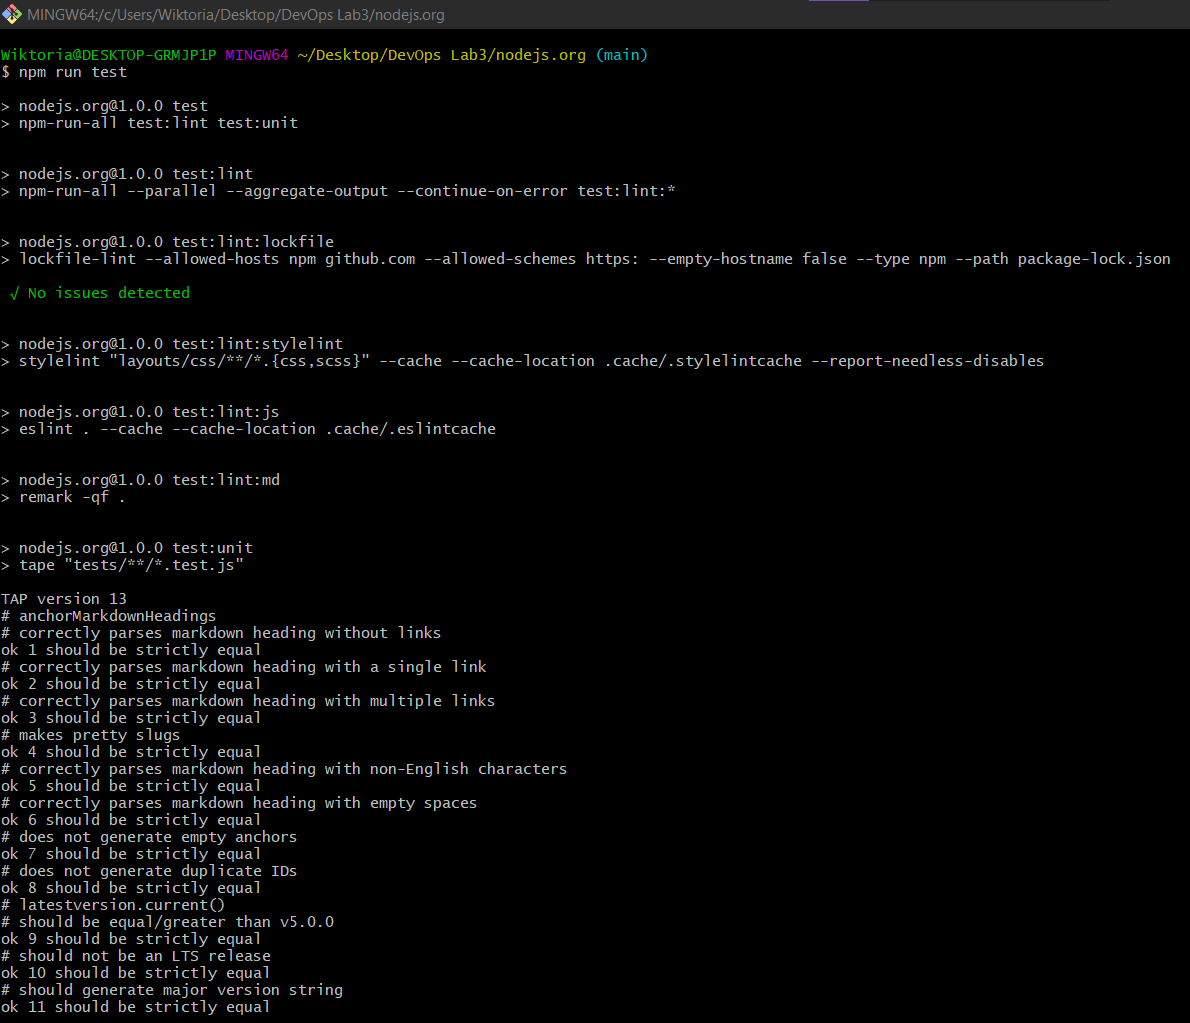 MINGW64:/c/Users/Wiktoria/Desktop/DevOps Lab3/nodejs.org
Wiktoria@DESKTOP-GRMJP1P MINGW64 ~/Desktop/DevOps Lab3/nodejs.org (main)
$ npm run test
> nodejs.org@1.0.0 test
> npm-run-all test:lint test:unit
> nodejs.org@1.0.0 test:lint
> npm-run-all --parallel --aggregate-output --continue-on-error test:lint:*
> nodejs.org@1.0.0 test:lint:lockfile
> lockfile-lint --allowed-hosts npm github.com --allowed-schemes https: --empty-hostname false --type npm --path package-lock.json
√ No issues detected
> nodejs.org@1.0.0 test:lint:stylelint
> stylelint "layouts/css/**/*.{css,scss}" --cache --cache-location .cache/.stylelintcache --report-needless-disables
> nodejs.org@1.0.0 test:lint:js
> eslint . --cache --cache-location .cache/.eslintcache
> nodejs.org@1.0.0 test:lint:md
> remark -qf .
> nodejs.org@1.0.0 test:unit
> tape "tests/**/*.test.js"
TAP version 13
# anchorMarkdownHeadings
# correctly parses markdown heading without links
ok 1 should be strictly equal
# correctly parses markdown heading with a single link
ok 2 should be strictly equal
# correctly parses markdown heading with multiple links
ok 3 should be strictly equal
# makes pretty slugs
ok 4 should be strictly equal
# correctly parses markdown heading with non-English characters
ok 5 should be strictly equal
# correctly parses markdown heading with empty spaces
ok 6 should be strictly equal
# does not generate empty anchors
ok 7 should be strictly equal
# does not generate duplicate IDs
ok 8 should be strictly equal
# latestversion.current()
# should be equal/greater than v5.0.0
ok 9 should be strictly equal
# should not be an LTS release
ok 10 should be strictly equal
# should generate major version string
ok 11 should be strictly equal